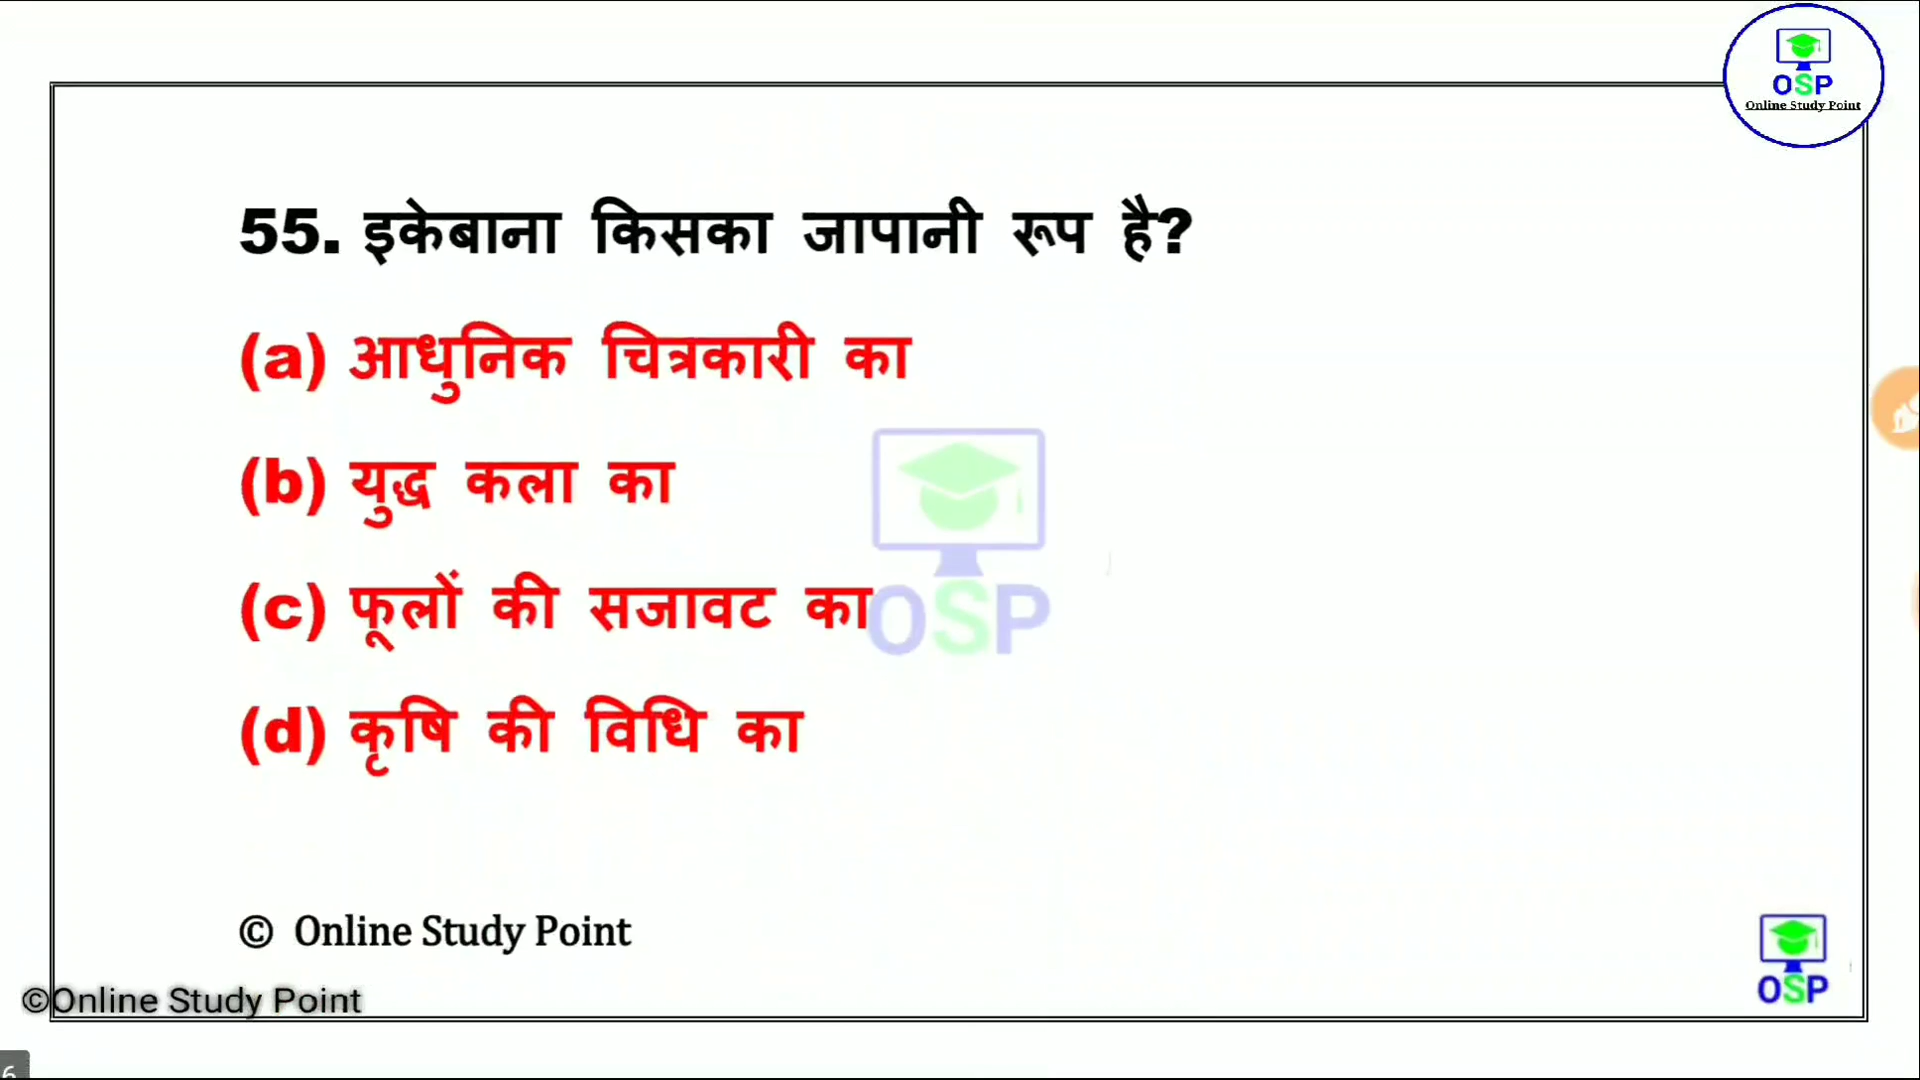 OSP
Online Study Point
55. इकेबाना किसका जापानी रूप है?
(a) आधुनिक चित्रकारी का
(b) युद्ध कला का
(c) फूलों की सजावट का
OSP
(d) कृषि की विधि का
© Online Study Point
OSP
©Online Study Point
6